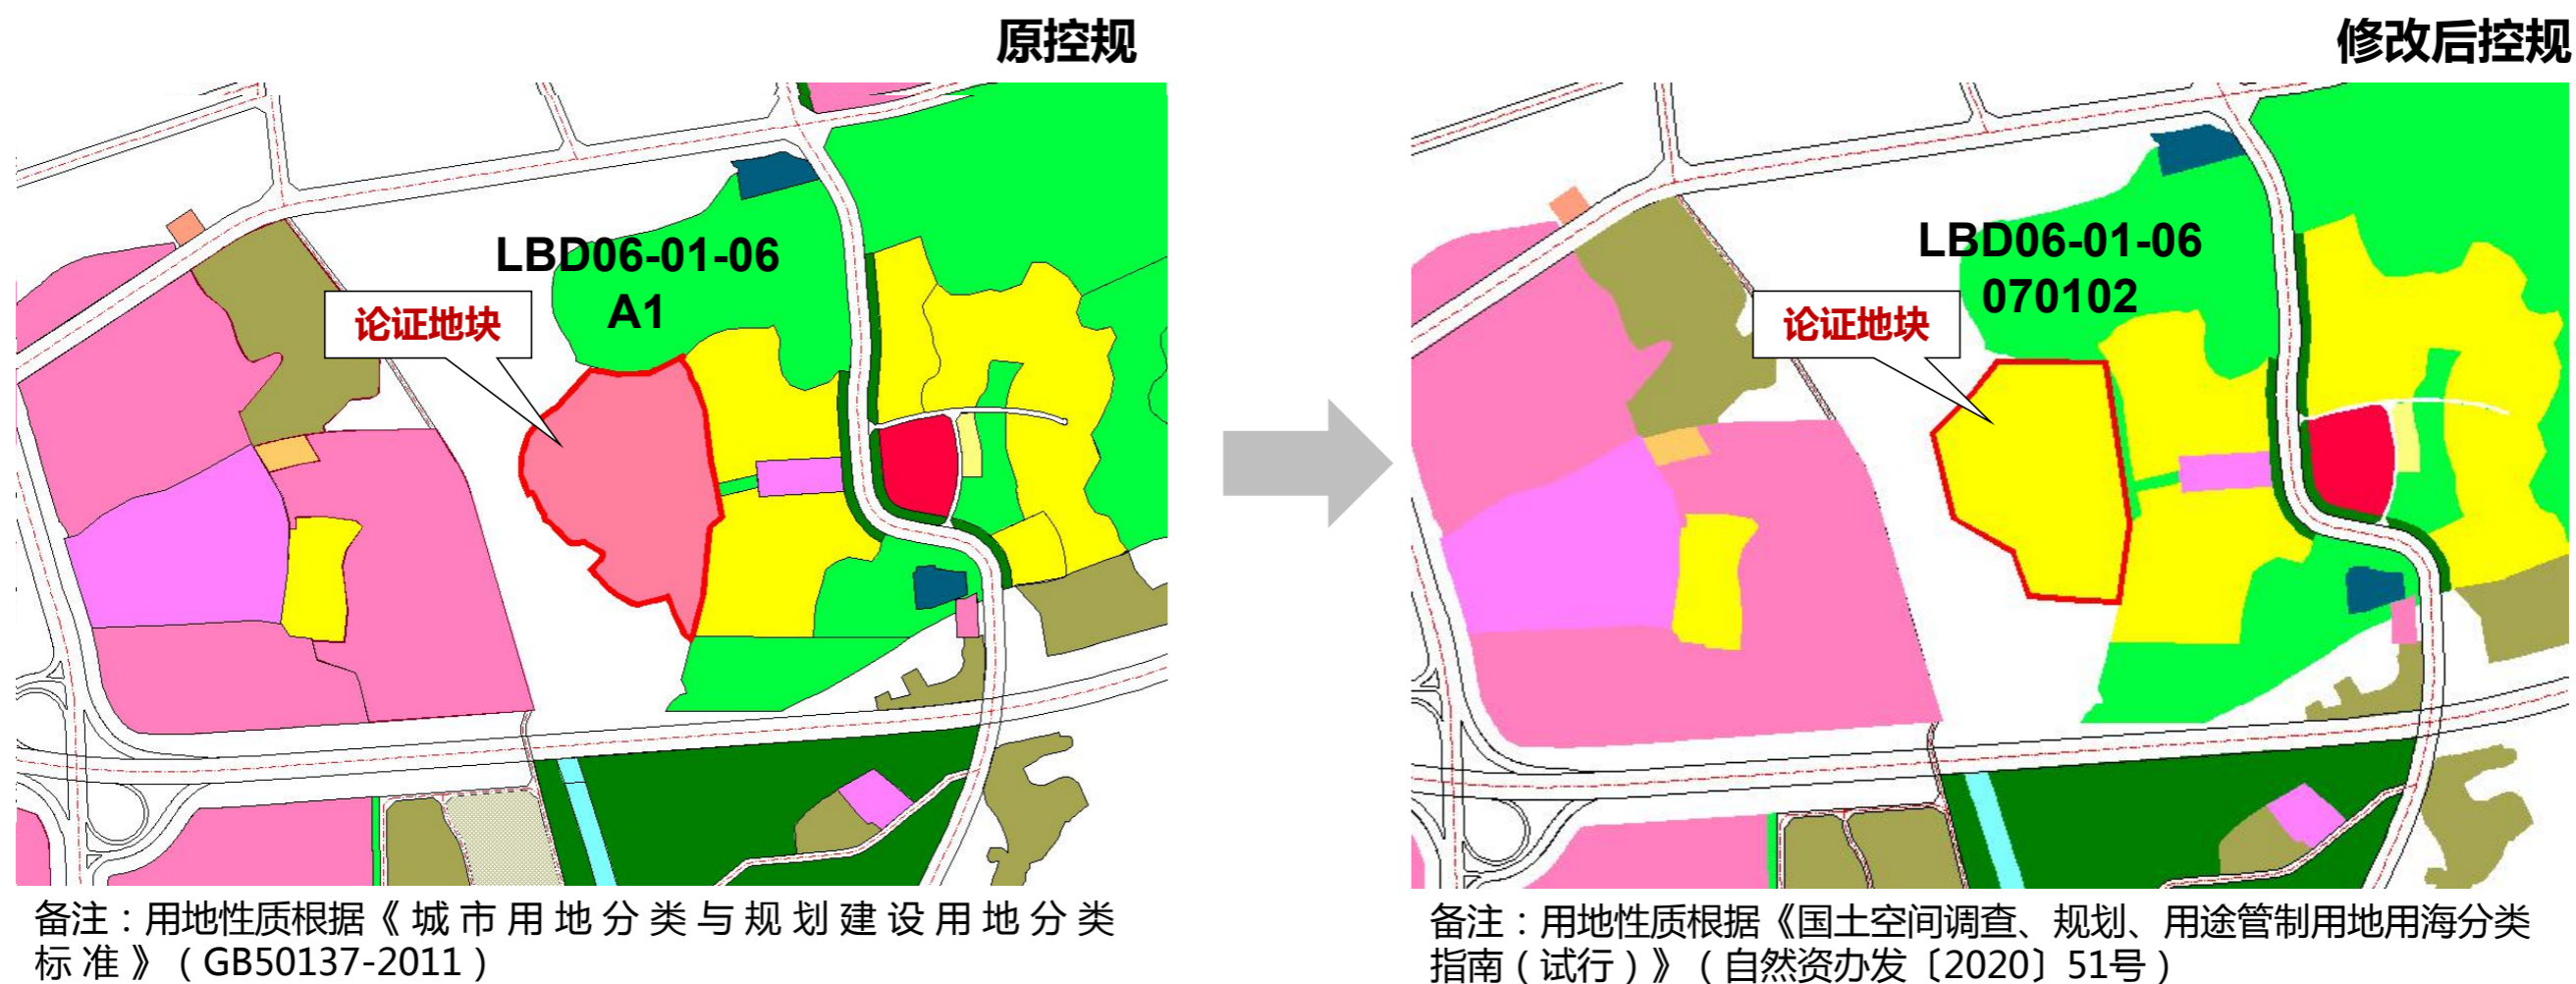 原控规
修改后控规
LBD06-01-06
A1
论证地块
LBD06-01-06
070102
论证地块
备注：用地性质根据《城市用地分类与规划建设用地分类
标准》（GB50137-2011）
备注：用地性质根据《国土空间调查、规划、用途管制用地用海分类
指南（试行）》（自然资办发〔2020〕51号）